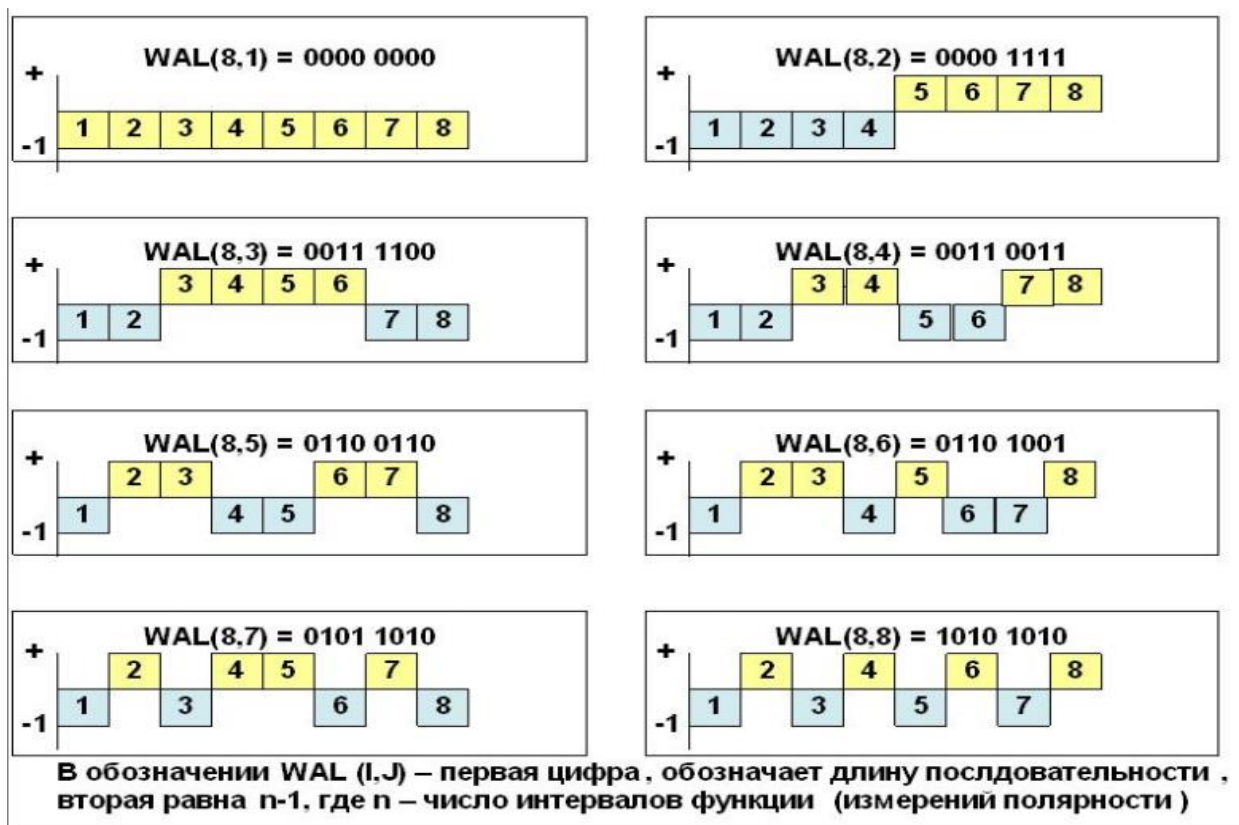 WAL(8,1) = 0000 0000
+
1 2 3 4 5 6 7 8
-1
WAL(8,2) = 0000 1111
+
5 6 7 8
1 2 3 4
-1
WAL(8,3) = 0011 1100
+
3 4 5 6
1 2 7 8
-1
WAL(8,4) = 0011 0011
+
3 4 7 8
1 2 5 6
-1
WAL(8,5) = 0110 0110
+
2 3 6 7
1 4 5 8
-1
WAL(8,6) = 0110 1001
+
2 3 5 8
1 4 6 7
-1
WAL(8,7) = 0101 1010
+
2 4 5 7
1 3 6 8
-1
WAL(8,8) = 1010 1010
+
2 4 6 8
1 3 5 7
-1
В обозначении WAL (I,J) – первая цифра , обозначает длину послдовательности ,
вторая равна n-1, где n – число интервалов функции (измерений полярности )